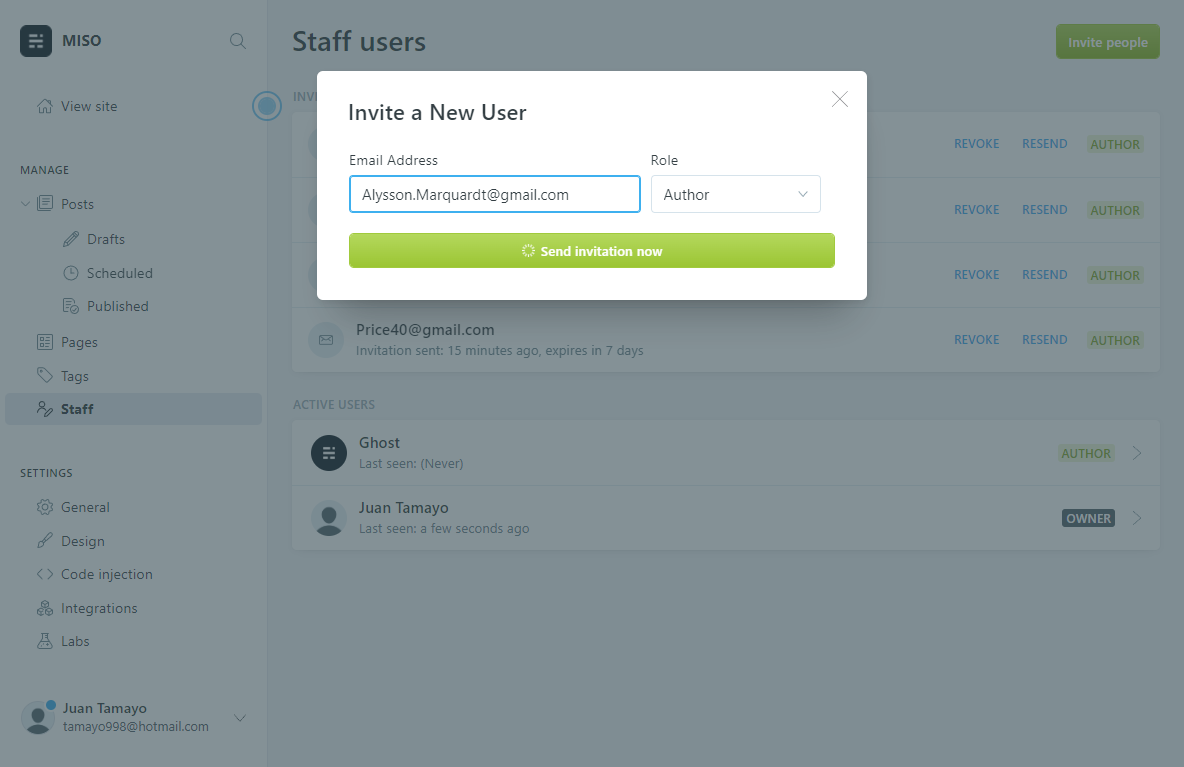 MISO
View site
MANAGE
Posts
Drafts
Scheduled
Published
Pages
Tags
Staff
SETTINGS
General
Design
Code injection
Integrations
Labs
Juan Tamayo
tamayo998@hotmail.com
Staff users
Invite people
Invite a New User
Email Address
Role
Alysson.Marquardt@gmail.com
Author
Send invitation now
REVOKE RESEND AUTHOR
REVOKE RESEND AUTHOR
REVOKE RESEND AUTHOR
Price40@gmail.com
Invitation sent: 15 minutes ago, expires in 7 days
REVOKE RESEND AUTHOR
ACTIVE USERS
Ghost
Last seen: (Never)
AUTHOR
Juan Tamayo
Last seen: a few seconds ago
OWNER